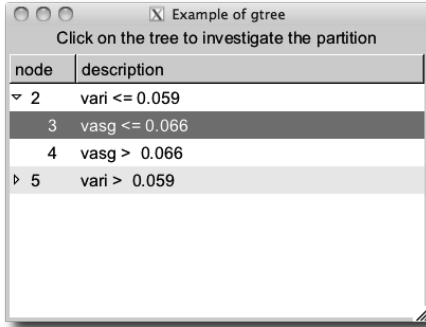 Example of gtree
Click on the tree to investigate the partition
node description
2 vari <= 0.059
3 vasg <= 0.066
4 vasg > 0.066
5 vari > 0.059